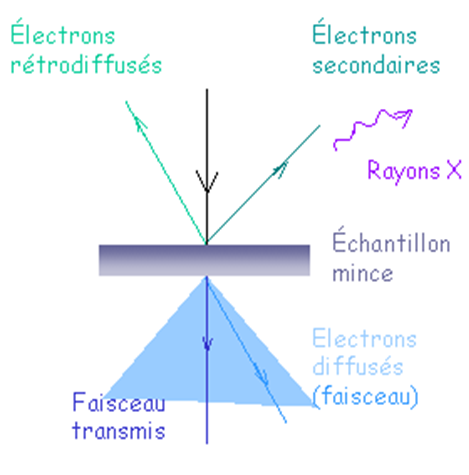 Électrons
rétrodiffusés
Électrons
secondaires
Rayons X
Échantillon
mince
Electrons
diffusés
(faisceau)
Faisceau
transmis